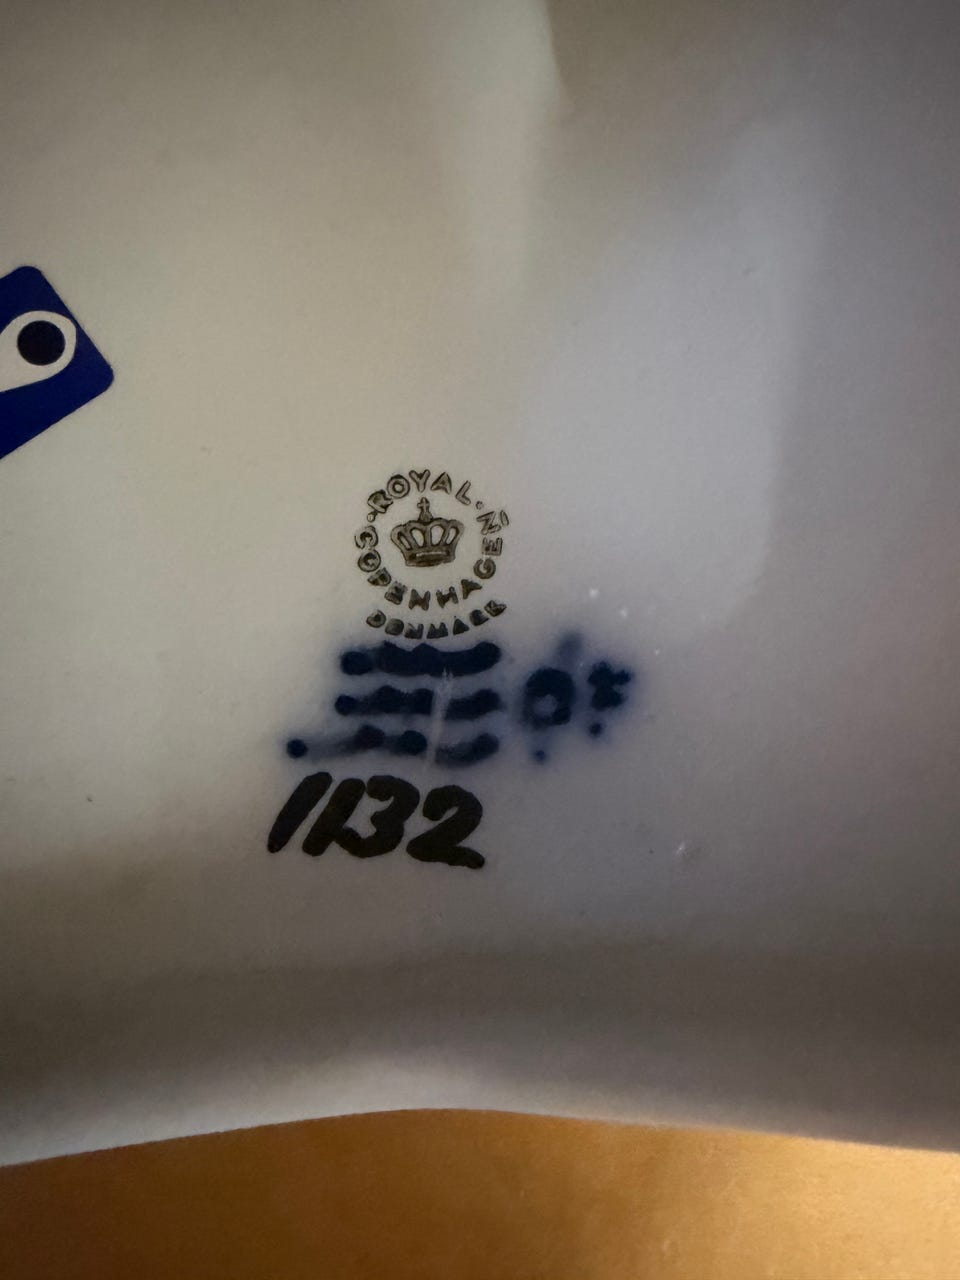 ROYAL
COPENHAGEN
DENMARK
1132